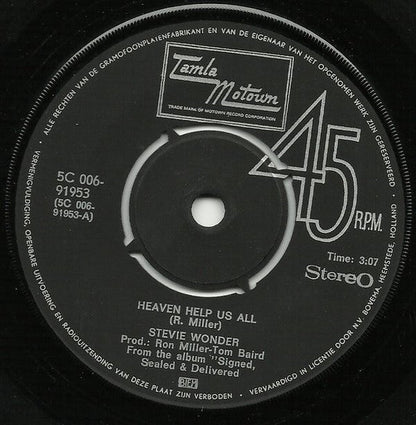 ALLE RECHTEN VAN DE GRAMOFOONPLATENFABRIKANT EN VAN DE EIGENAAR VAN HET OPGENOMEN WERK ZIJN GERESERVEERD
Tamla
Motown
TRADE MARK OF MOTOWN RECORD CORPORATION
45
R.P.M.
5C 006-
91953
(5C 006-
91953-A)
Time: 3:07
Stereo
HEAVEN HELP US ALL
(R. Miller)
STEVIE WONDER
Prod.: Ron Miller-Tom Baird
From the album "Signed,
Sealed & Delivered
BIEM
VERMENIGVULDIGING, OPENBARE UITVOERING EN RADIOUITZENDING VAN DEZE PLAAT ZIJN VERBODEN
VERVAARDIGD IN LICENTIE DOOR N.V. BOVEMA, HEEMSTEDE, HOLLAND